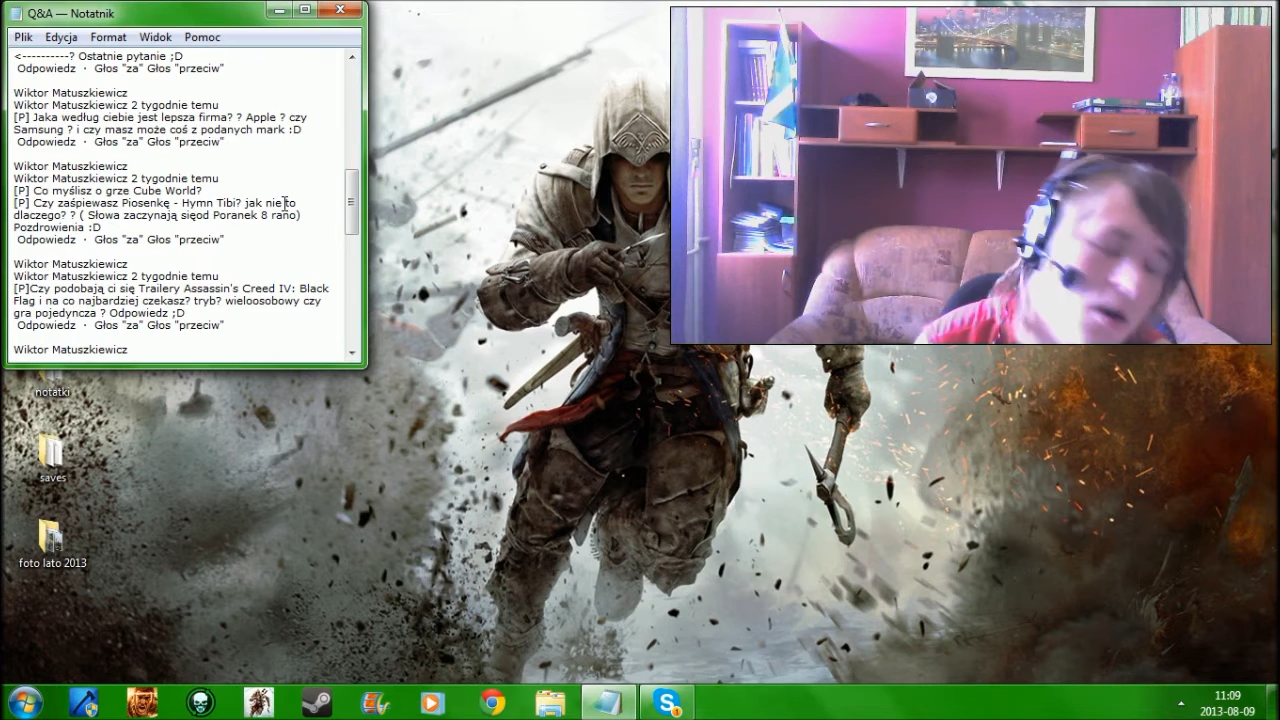 Q&A — Notatnik
Plik Edycja Format Widok Pomoc
<----------? Ostatnie pytanie ;D
Odpowiedz · Głos "za" Głos "przeciw"
Wiktor Matuszkiewicz
Wiktor Matuszkiewicz 2 tygodnie temu
[P] Jaka według ciebie jest lepsza firma? ? Apple ? czy
Samsung ? i czy masz może coś z podanych mark :D
Odpowiedz · Głos "za" Głos "przeciw"
Wiktor Matuszkiewicz
Wiktor Matuszkiewicz 2 tygodnie temu
[P] Co myślisz o grze Cube World?
[P] Czy zaśpiewasz Piosenkę - Hymn Tibi? jak nie to
dlaczego? ? ( Słowa zaczynają sięod Poranek 8 rano)
Pozdrowienia :D
Odpowiedz · Głos "za" Głos "przeciw"
Wiktor Matuszkiewicz
Wiktor Matuszkiewicz 2 tygodnie temu
[P]Czy podobają ci się Trailery Assassin's Creed IV: Black
Flag i na co najbardziej czekasz? tryb? wieloosobowy czy
gra pojedyncza ? Odpowiedz ;D
Odpowiedz · Głos "za" Głos "przeciw"
Wiktor Matuszkiewicz
notatki
saves
foto lato 2013
11:09
2013-08-09